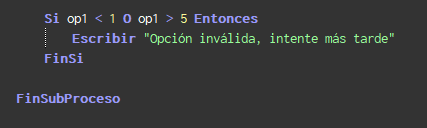 Si op1 < 1 O op1 > 5 Entonces
Escribir "Opción inválida, intente más tarde"
FinSi
FinSubProceso